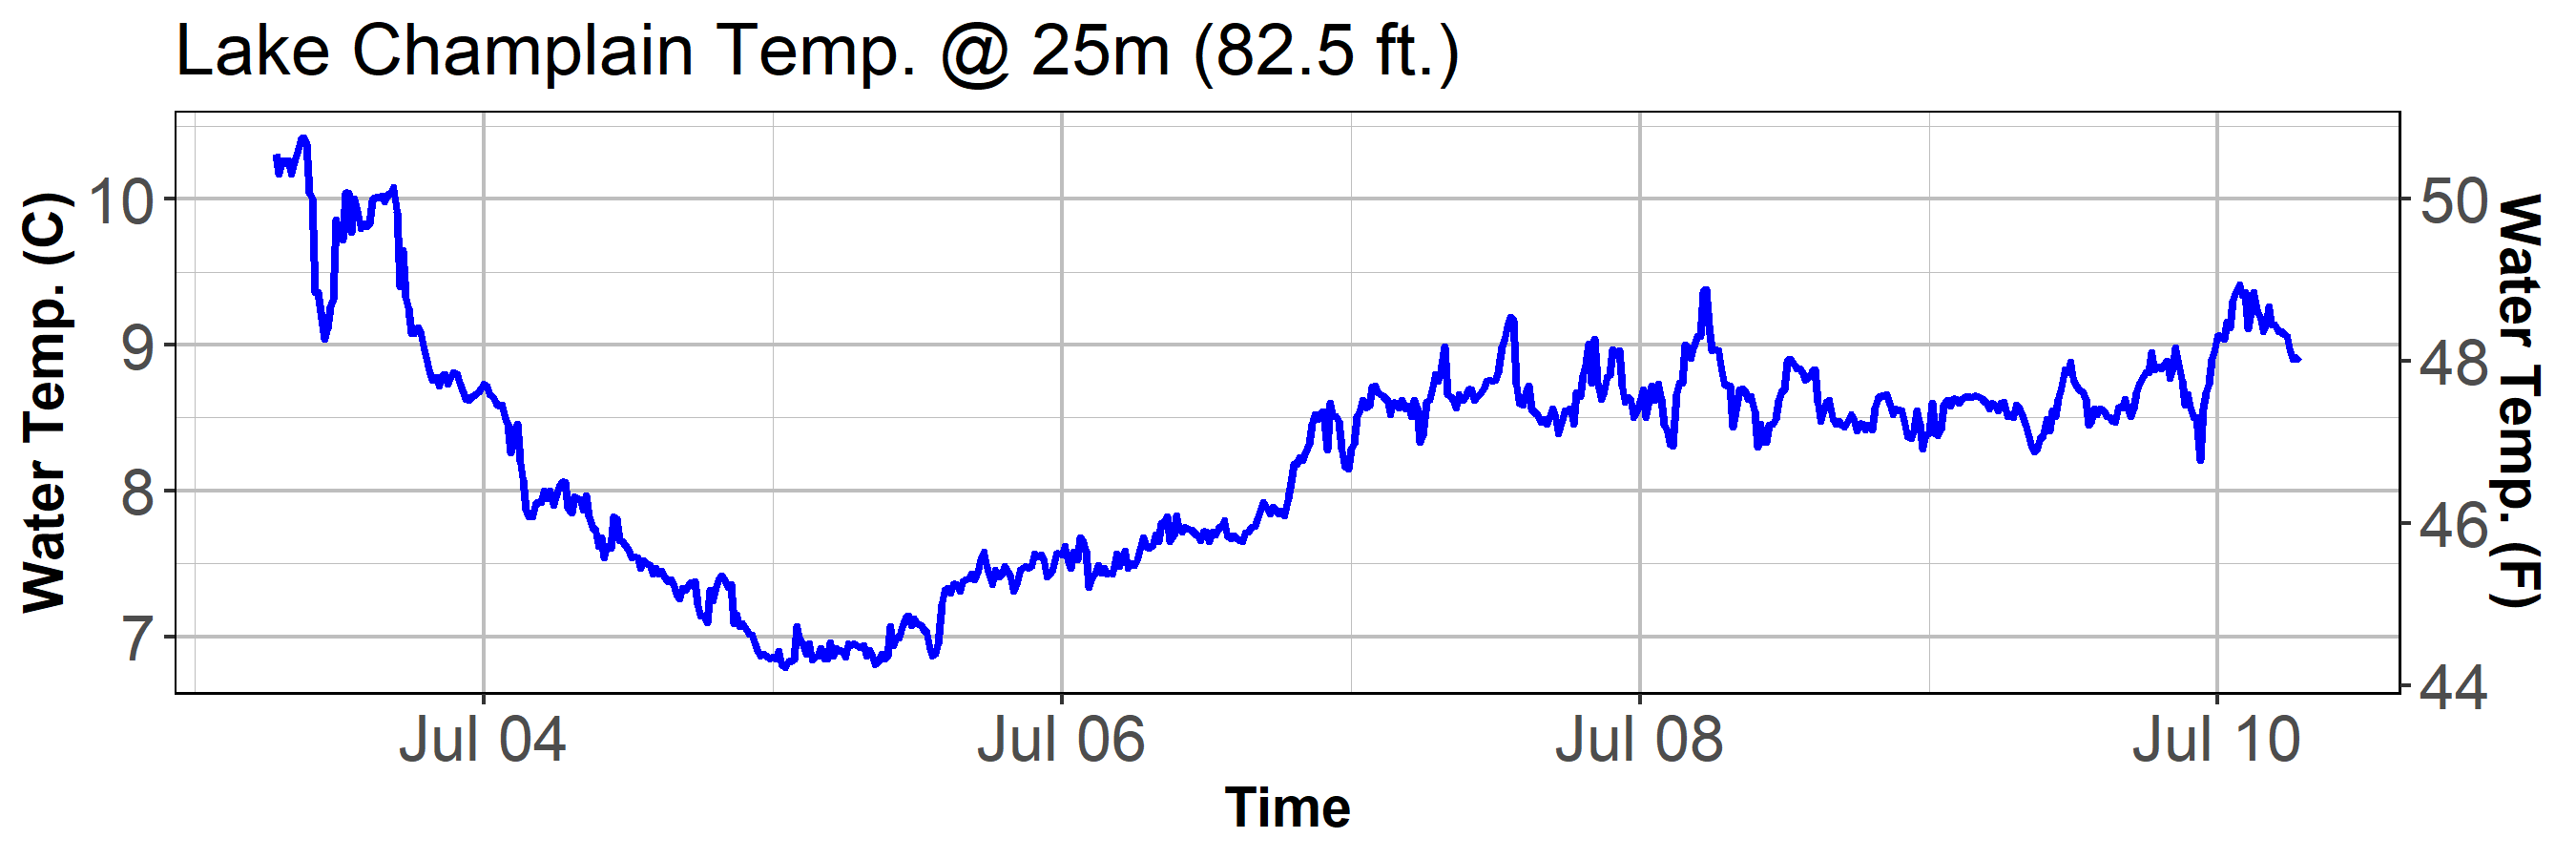 Lake Champlain Temp. @ 25m (82.5 ft.)
Water Temp. (C)
10
9
8
7
50
48
46
44
Water Temp. (F)
Jul 04
Jul 06
Jul 08
Jul 10
Time